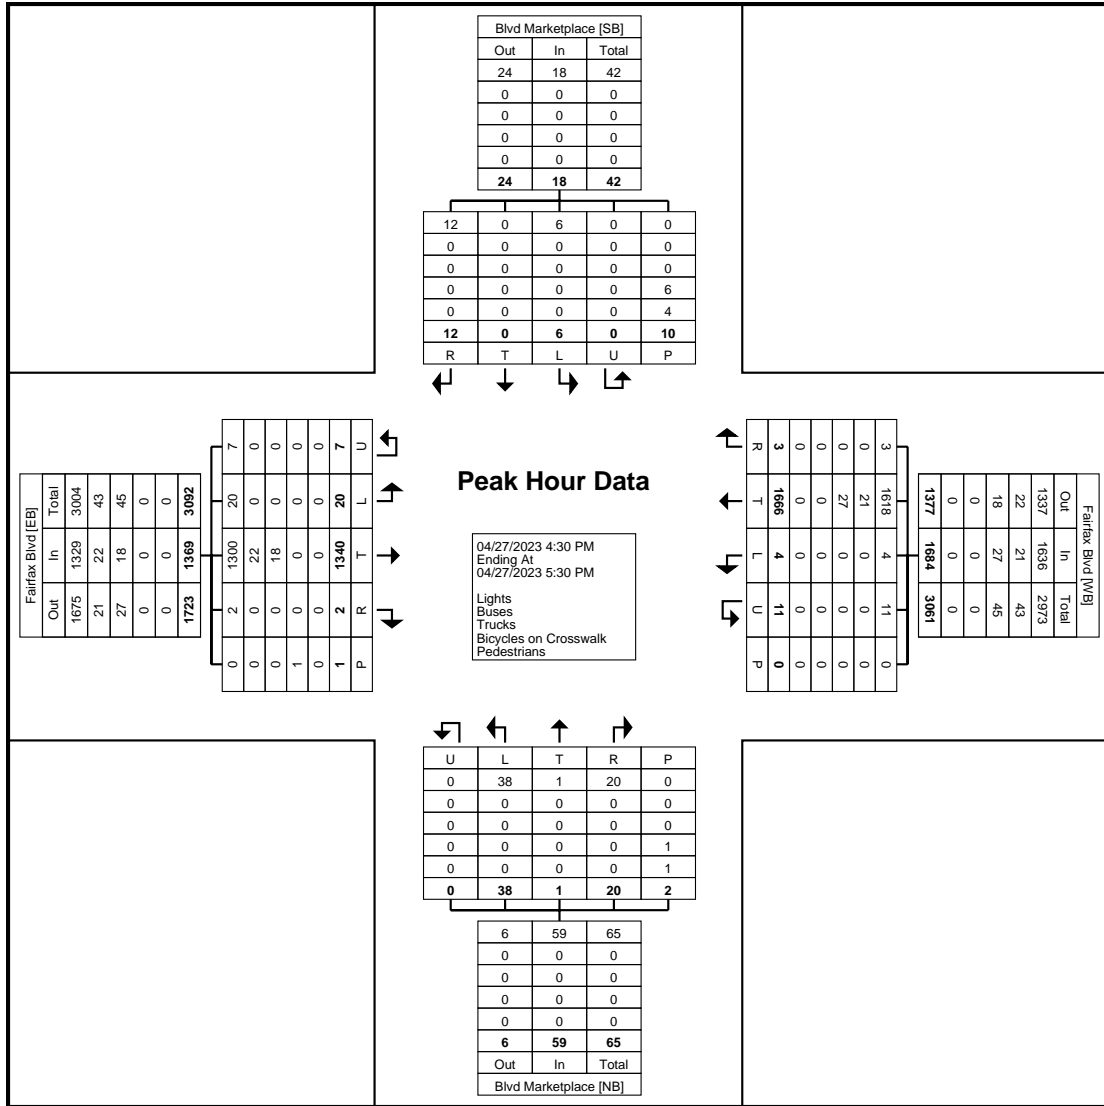 Blvd Marketplace [SB]
Out In Total
24 18 42
0 0 0
0 0 0
0 0 0
0 0 0
24 18 42
12 0 6 0 0
0 0 0 0 0
0 0 0 0 0
0 0 0 0 6
0 0 0 0 4
12 0 6 0 10
R T L U P
Fairfax Blvd [EB]
Total In Out
3004 1329 1675
43 22 21
45 18 27
0 0 0
0 0 0
3092 1369 1723
7 20 1300 2 0
0 0 22 0 0
0 0 18 0 0
0 0 0 0 1
0 0 0 0 0
7 20 1340 2 1
U L T R P
Peak Hour Data
04/27/2023 4:30 PM
Ending At
04/27/2023 5:30 PM
Lights
Buses
Trucks
Bicycles on Crosswalk
Pedestrians
R T L U P
3 1666 4 11 0
0 0 0 0 0
0 0 0 0 0
0 27 0 0 0
0 21 0 0 0
3 1618 4 11 0
1377 1684 3061
0 0 0
0 0 0
18 27 45
22 21 43
1337 1636 2973
Out In Total
Fairfax Blvd [WB]
U L T R P
0 38 1 20 0
0 0 0 0 0
0 0 0 0 0
0 0 0 0 1
0 0 0 0 1
0 38 1 20 2
6 59 65
0 0 0
0 0 0
0 0 0
0 0 0
6 59 65
Out In Total
Blvd Marketplace [NB]